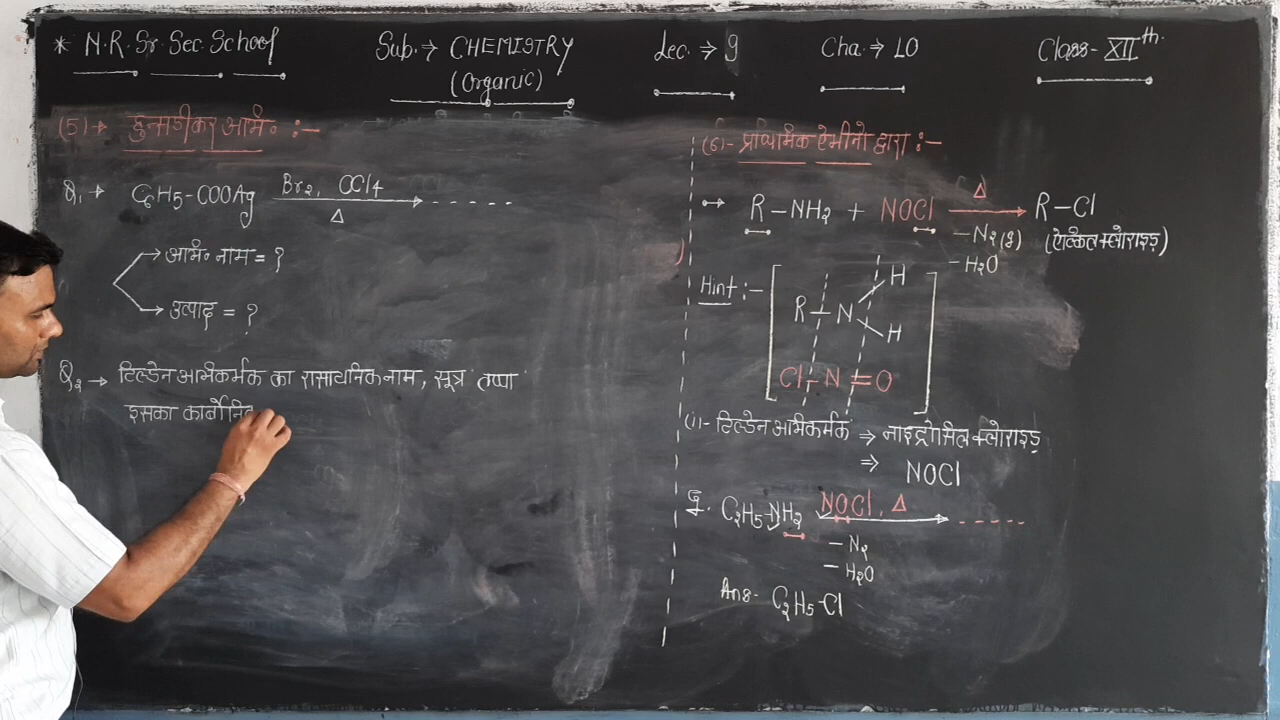 * N.R. Sr. Sec. School
Sub. → CHEMISTRY
(Organic)
Lec. → 9
Cha. → 10
Class - XII th.
(5) → हुन्सडीकर अभि० :-
Q1 → C6H5-COOAg Br2, CCl4 Δ → - - - - -
→ अभि० नाम = ?
→ उत्पाद = ?
Q2 → टिल्डेन अभिकर्मक का रासायनिक नाम, सूत्र तथा
इसका कार्बोनि
(6)- प्राथमिक ऐमीनो द्वारा :-
→ R-NH2 + NOCl Δ → R-Cl
-N2(g)
-H2O
(ऐल्किल क्लोराइड)
Hint :-
H
R-N
H
Cl-N=O
(i)- टिल्डेन अभिकर्मक ⇒ नाइट्रोसिल क्लोराइड
⇒ NOCl
Q. C2H5-NH2 NOCl, Δ → - - - - -
- N2
- H2O
Ans- C2H5-Cl